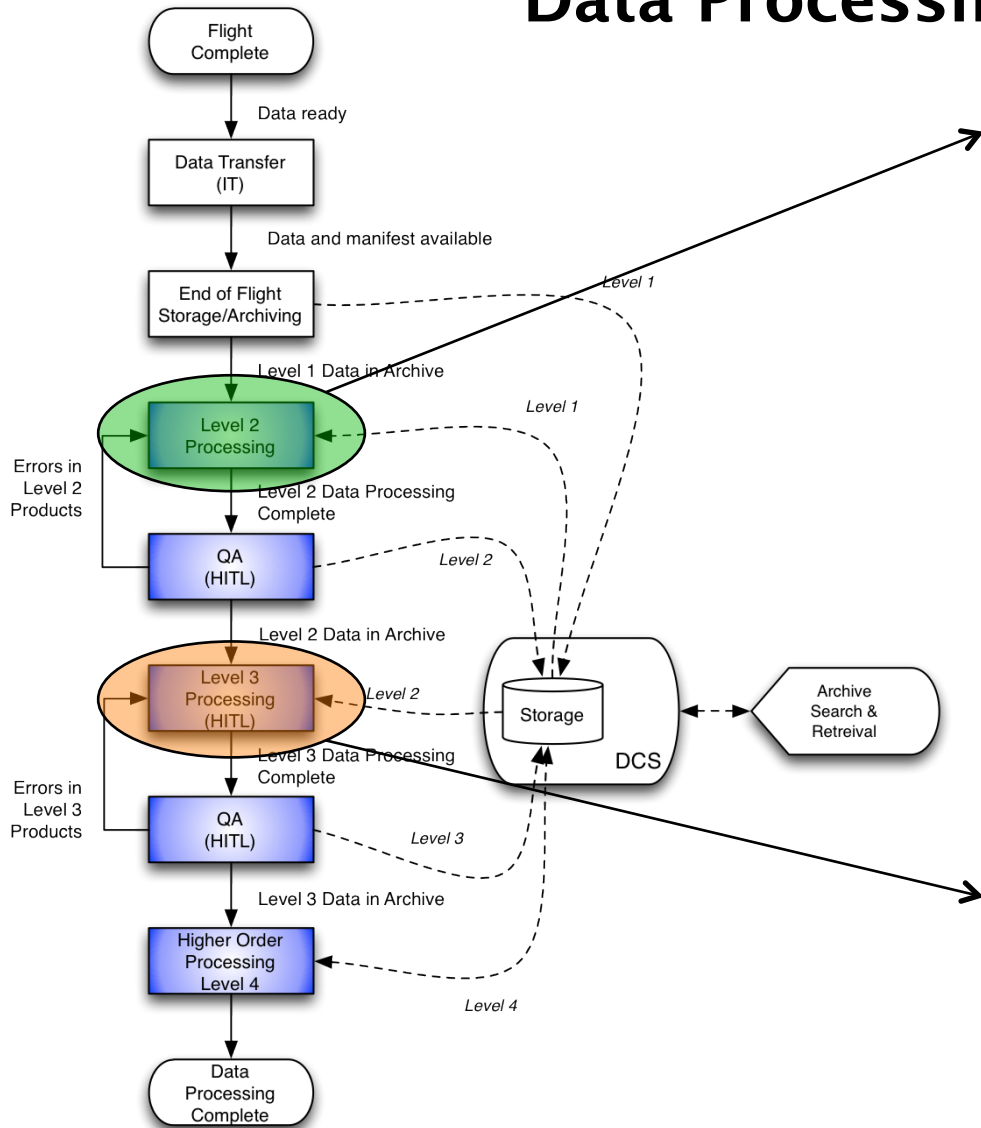 Data Processin
Flight
Complete
Data ready
Data Transfer
(IT)
Data and manifest available
Level 1
End of Flight
Storage/Archiving
Level 1 Data in Archive
Level 1
Level 2
Processing
Errors in
Level 2
Products
Level 2 Data Processing
Complete
QA
(HITL)
Level 2
Level 2 Data in Archive
Level 3
Processing
(HITL)
Level 2
Storage
DCS
Archive
Search &
Retreival
Level 3 Data Processing
Complete
Errors in
Level 3
Products
QA
(HITL)
Level 3
Level 3 Data in Archive
Higher Order
Processing
Level 4
Level 4
Data
Processing
Complete